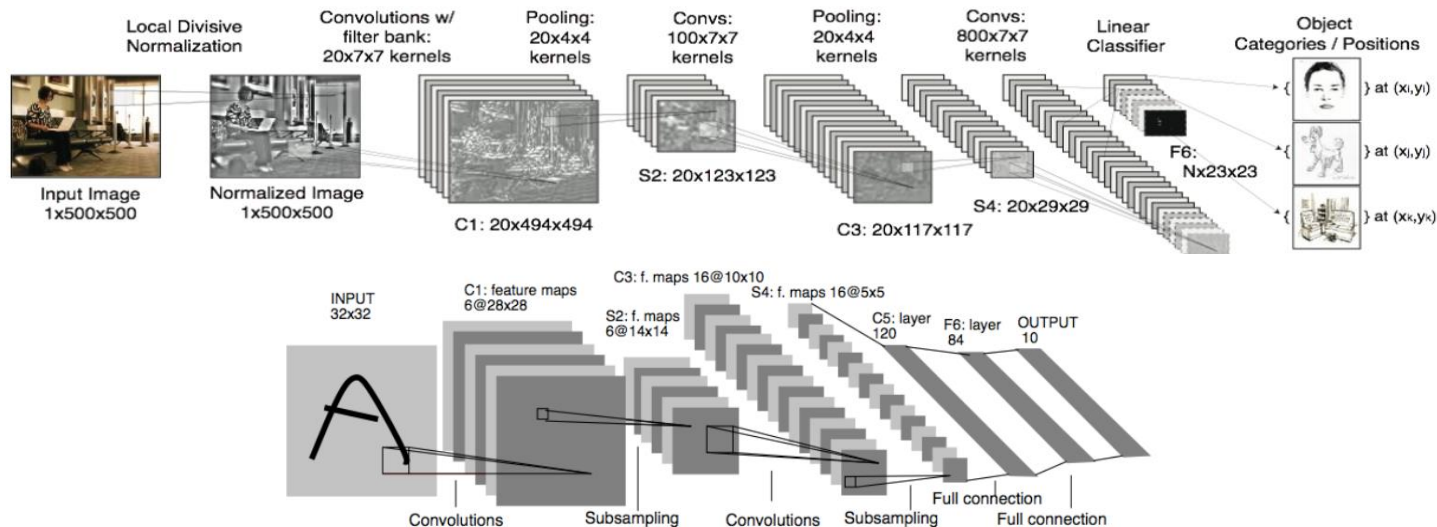 Local Divisive
Normalization
Convolutions w/
filter bank:
20x7x7 kernels
Pooling:
20x4x4
kernels
Convs:
100x7x7
kernels
Pooling:
20x4x4
kernels
Convs:
800x7x7
kernels
Linear
Classifier
Object
Categories / Positions
{ } at (xi,yi)
{ } at (xj,yj)
{ } at (xk,yk)
Input Image
1x500x500
Normalized Image
1x500x500
C1: 20x494x494
S2: 20x123x123
C3: 20x117x117
S4: 20x29x29
F6:
Nx23x23
INPUT
32x32
C1: feature maps
6@28x28
S2: f. maps
6@14x14
C3: f. maps 16@10x10
S4: f. maps 16@5x5
C5: layer
120
F6: layer
84
OUTPUT
10
Convolutions
Subsampling
Convolutions
Subsampling
Full connection
Full connection